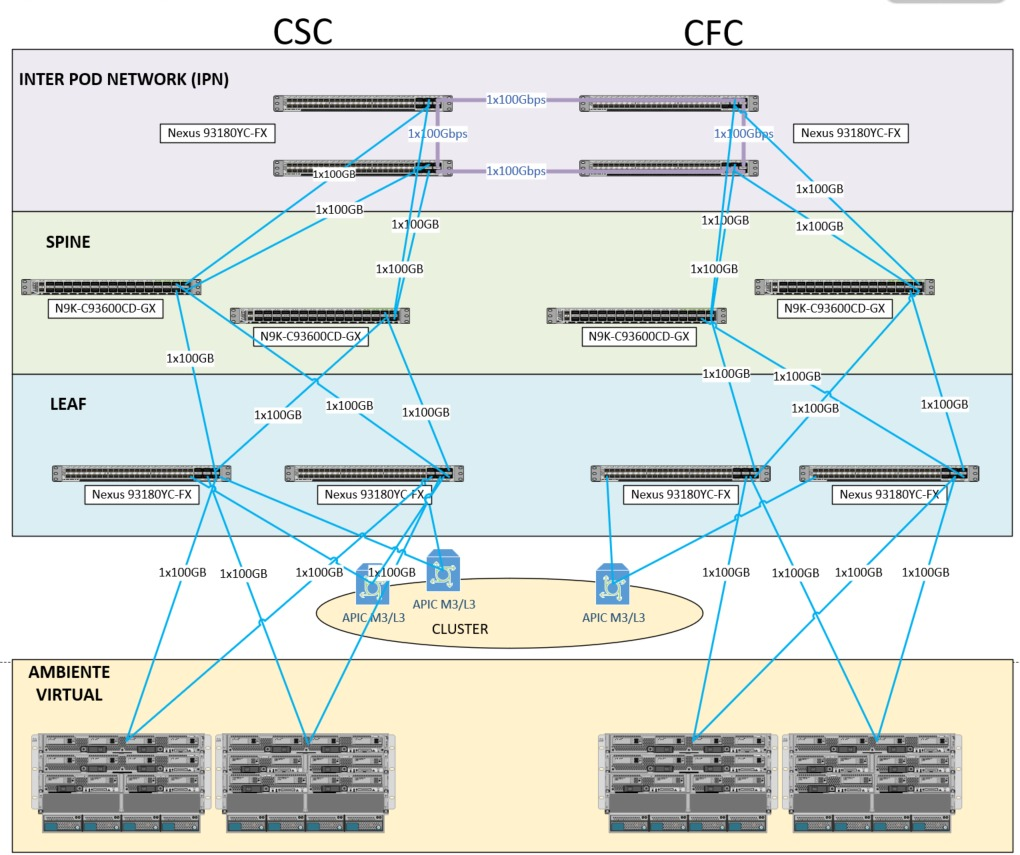 CSC
CFC
INTER POD NETWORK (IPN)
1x100Gbps
Nexus 93180YC-FX
1x100Gbps
1x100Gbps
Nexus 93180YC-FX
1x100GB
1x100Gbps
1x100GB
1x100GB
1x100GB
1x100GB
1x100GB
SPINE
1x100GB
1x100GB
N9K-C93600CD-GX
N9K-C93600CD-GX
N9K-C93600CD-GX
N9K-C93600CD-GX
1x100GB
1x100GB
1x100GB
LEAF
1x100GB
1x100GB
1x100GB
1x100GB
1x100GB
Nexus 93180YC-FX
Nexus 93180YC-FX
Nexus 93180YC-FX
Nexus 93180YC-FX
1x100GB
1x100GB
1x100GB
1x100GB
1x100GB
1x100GB
1x100GB
1x100GB
APIC M3/L3
APIC M3/L3
APIC M3/L3
CLUSTER
AMBIENTE
VIRTUAL